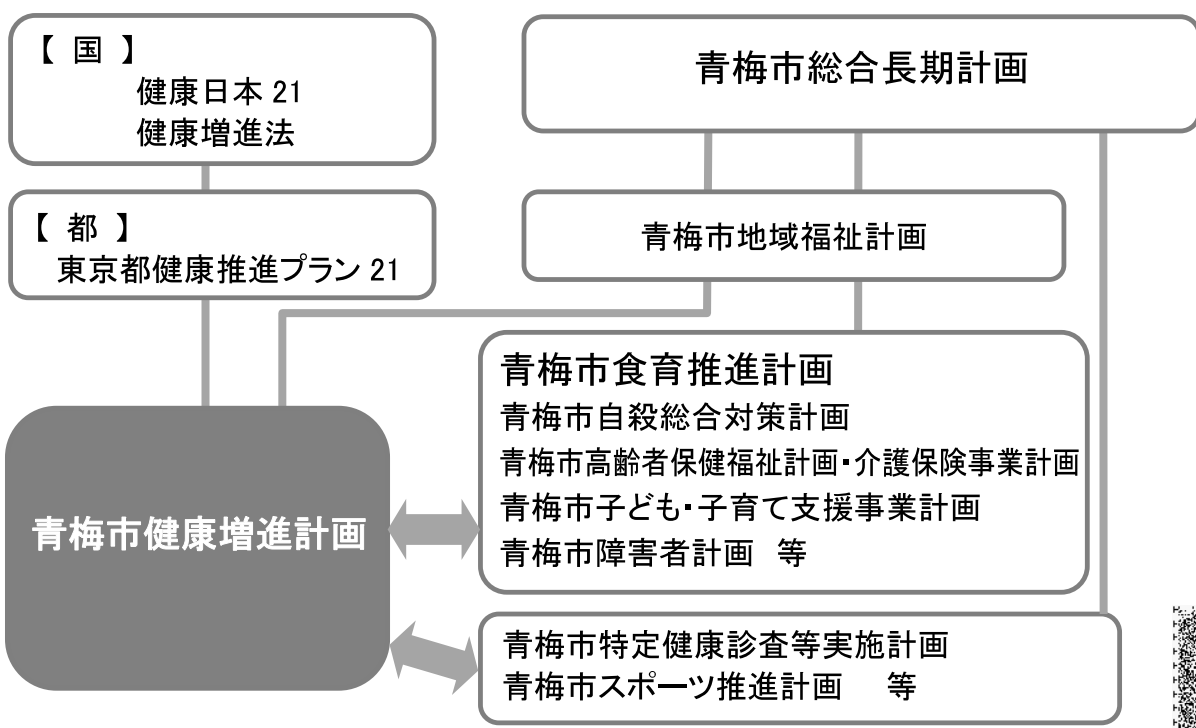 【 国 】
健康日本 21
健康増進法
【 都 】
東京都健康推進プラン 21
青梅市総合長期計画
青梅市地域福祉計画
青梅市健康増進計画
青梅市食育推進計画
青梅市自殺総合対策計画
青梅市高齢者保健福祉計画・介護保険事業計画
青梅市子ども・子育て支援事業計画
青梅市障害者計画 等
青梅市特定健康診査等実施計画
青梅市スポーツ推進計画 等